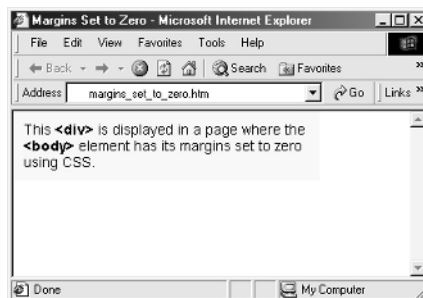 Margins Set to Zero - Microsoft Internet Explorer
File Edit View Favorites Tools Help
Back Search Favorites »
Address margins_set_to_zero.htm Go Links »
This <div> is displayed in a page where the
<body> element has its margins set to zero
using CSS.
Done My Computer